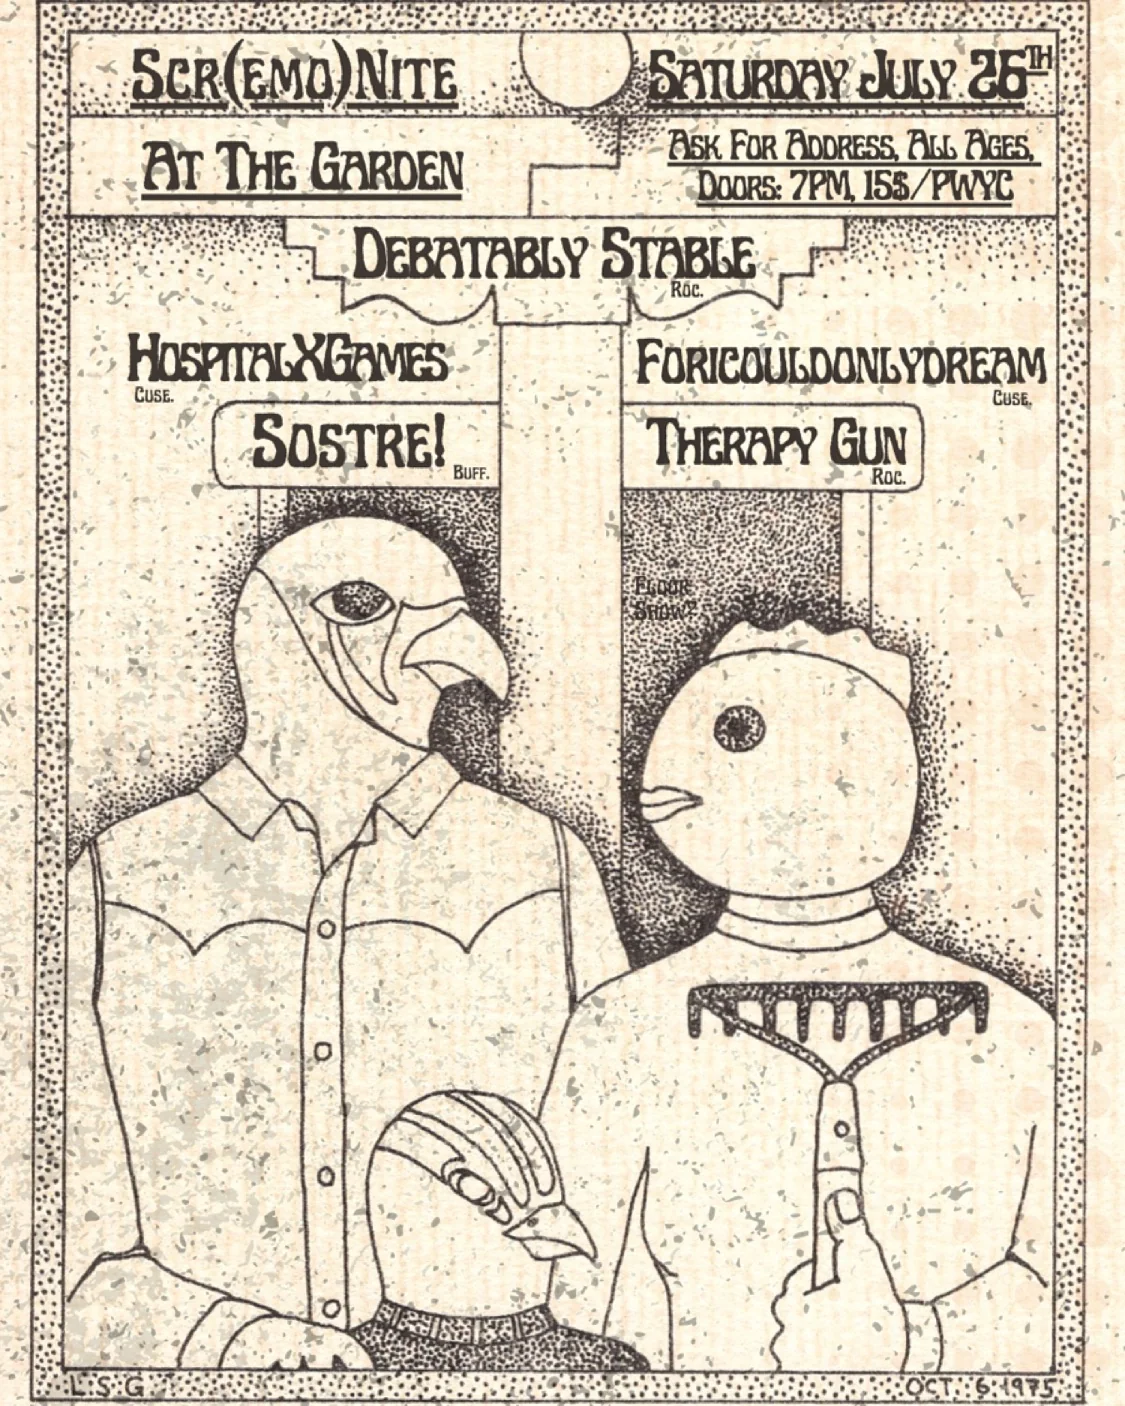 Scr(emo)Nite
Saturday July 26th
At The Garden
Ask For Address, All Ages,
Doors: 7PM, 15$/PWYC
Debatably Stable
Roc.
HospitalXGames
Cuse.
Foricouldonlydream
Cuse.
Sostre!
Buff.
Therapy Gun
Roc.
Floor
Show?
L S G
OCT. 6 1975